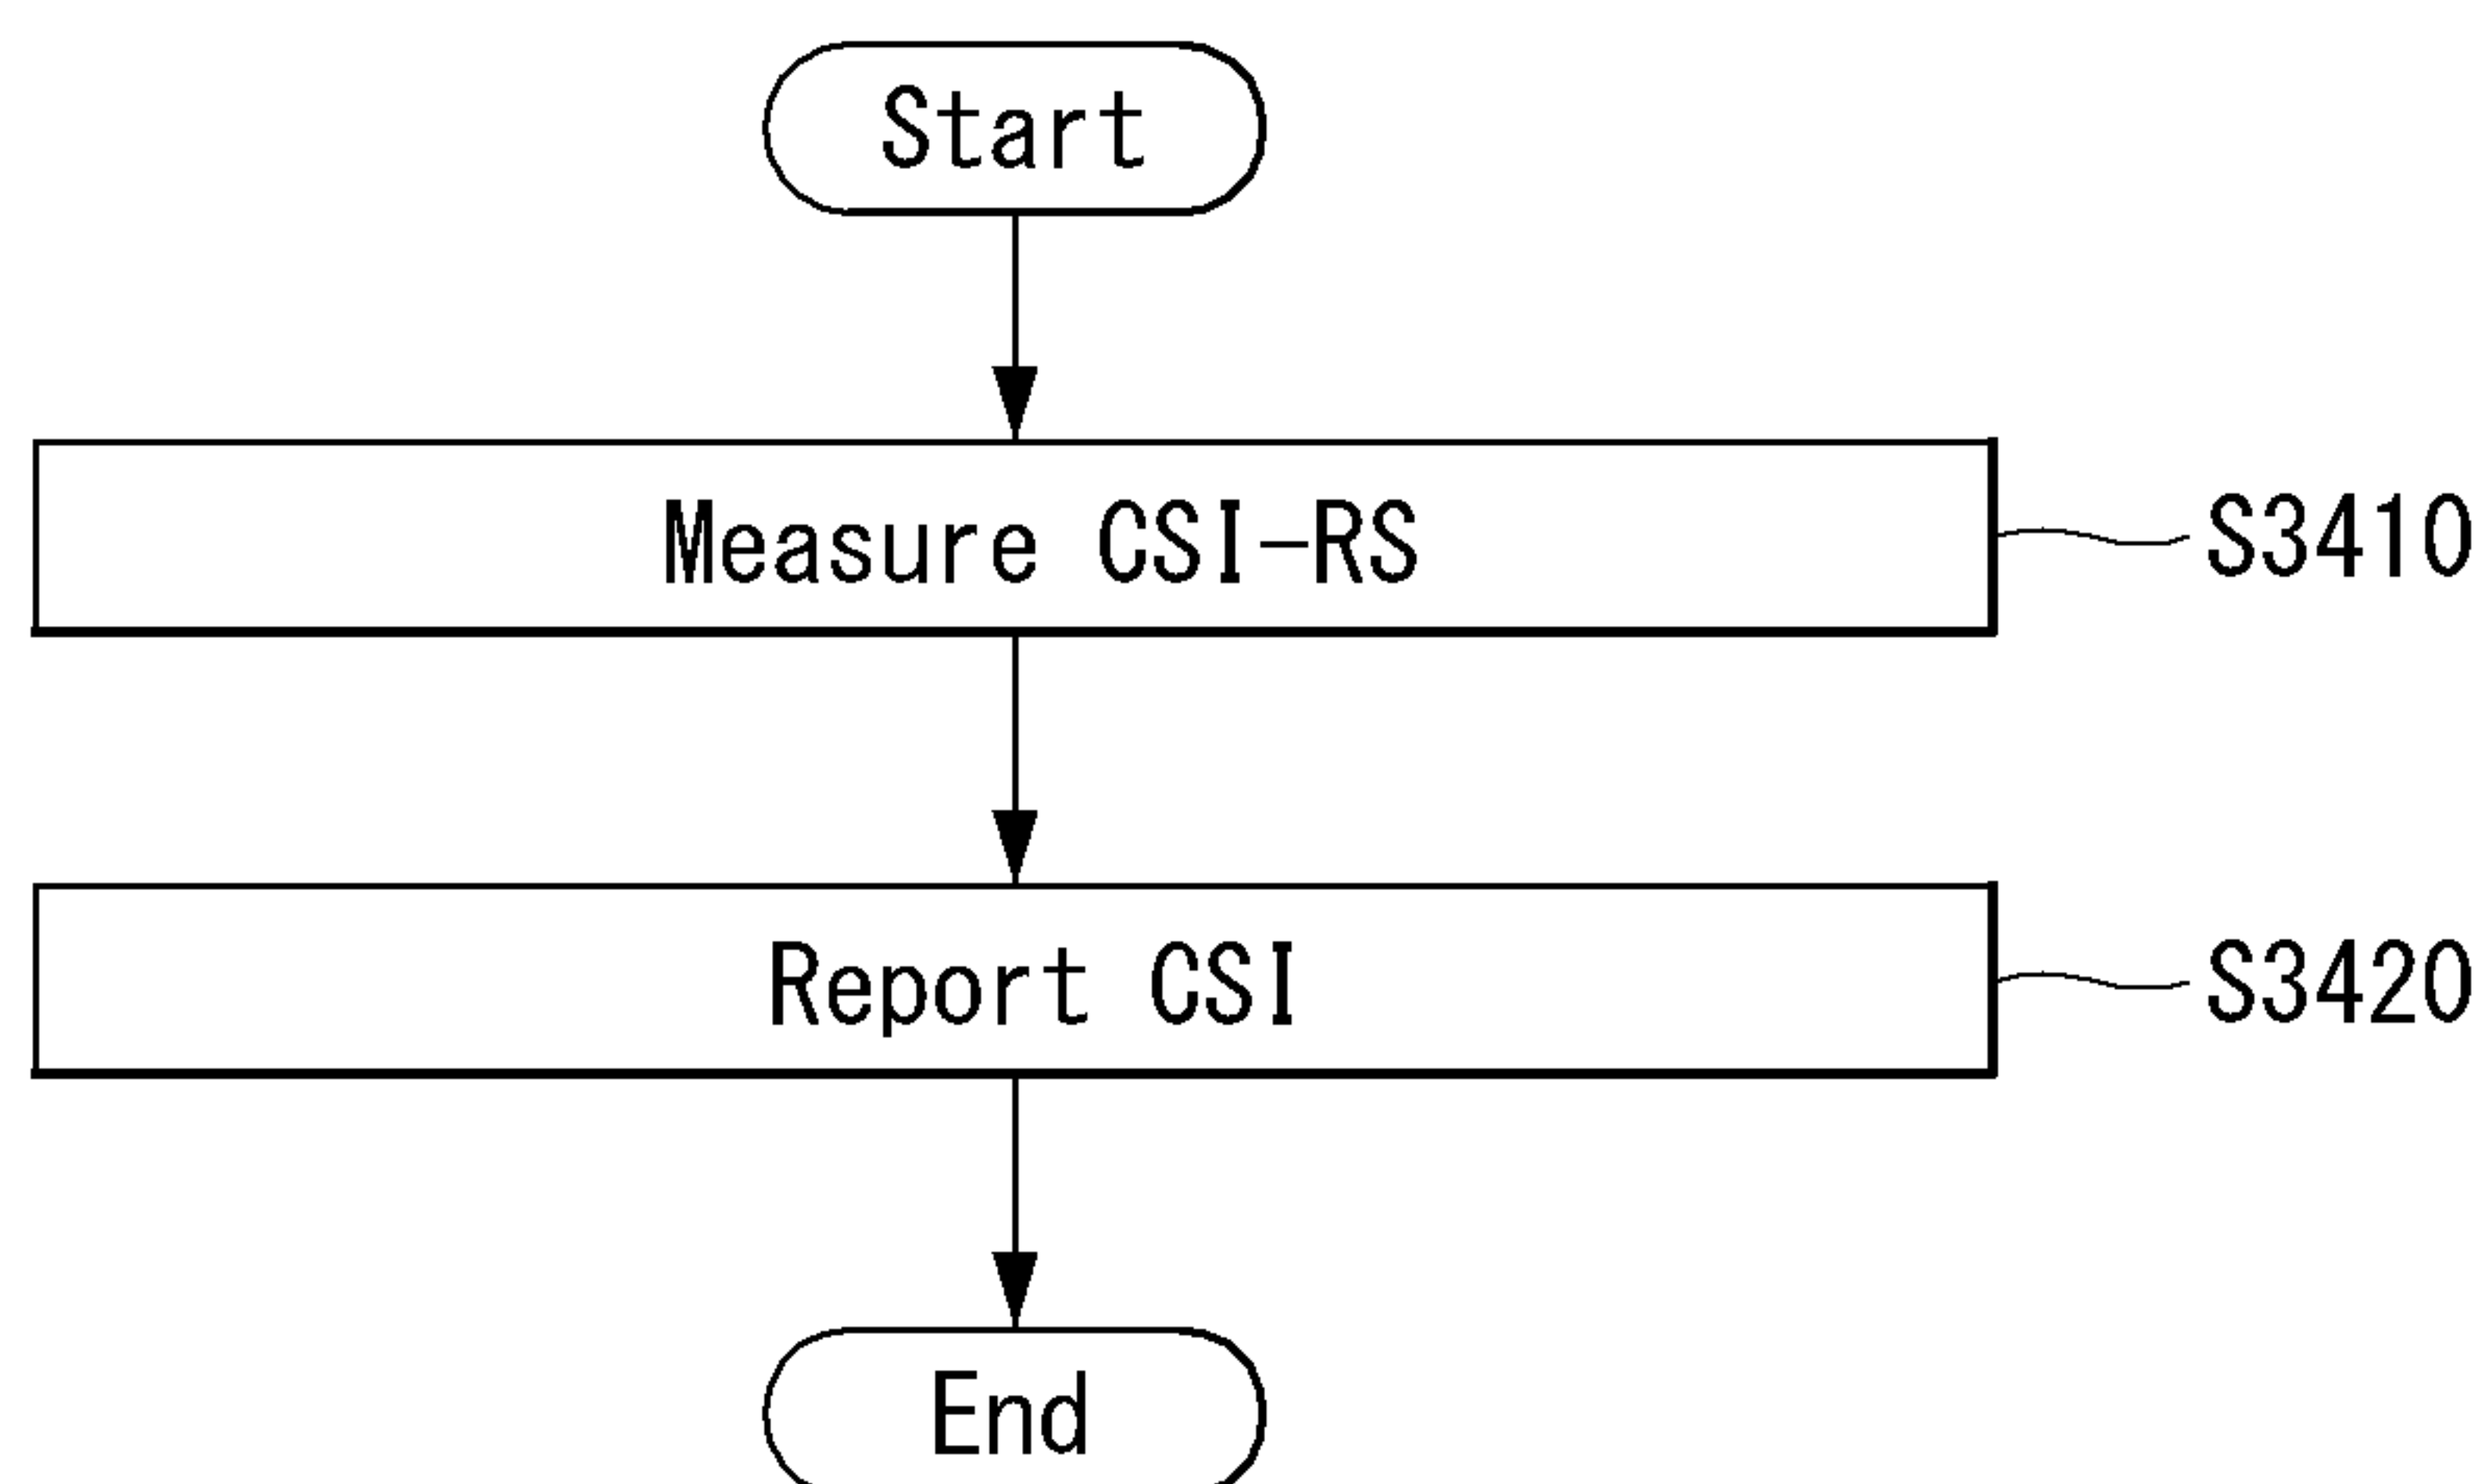 Start
Measure CSI-RS
S3410
Report CSI
S3420
End